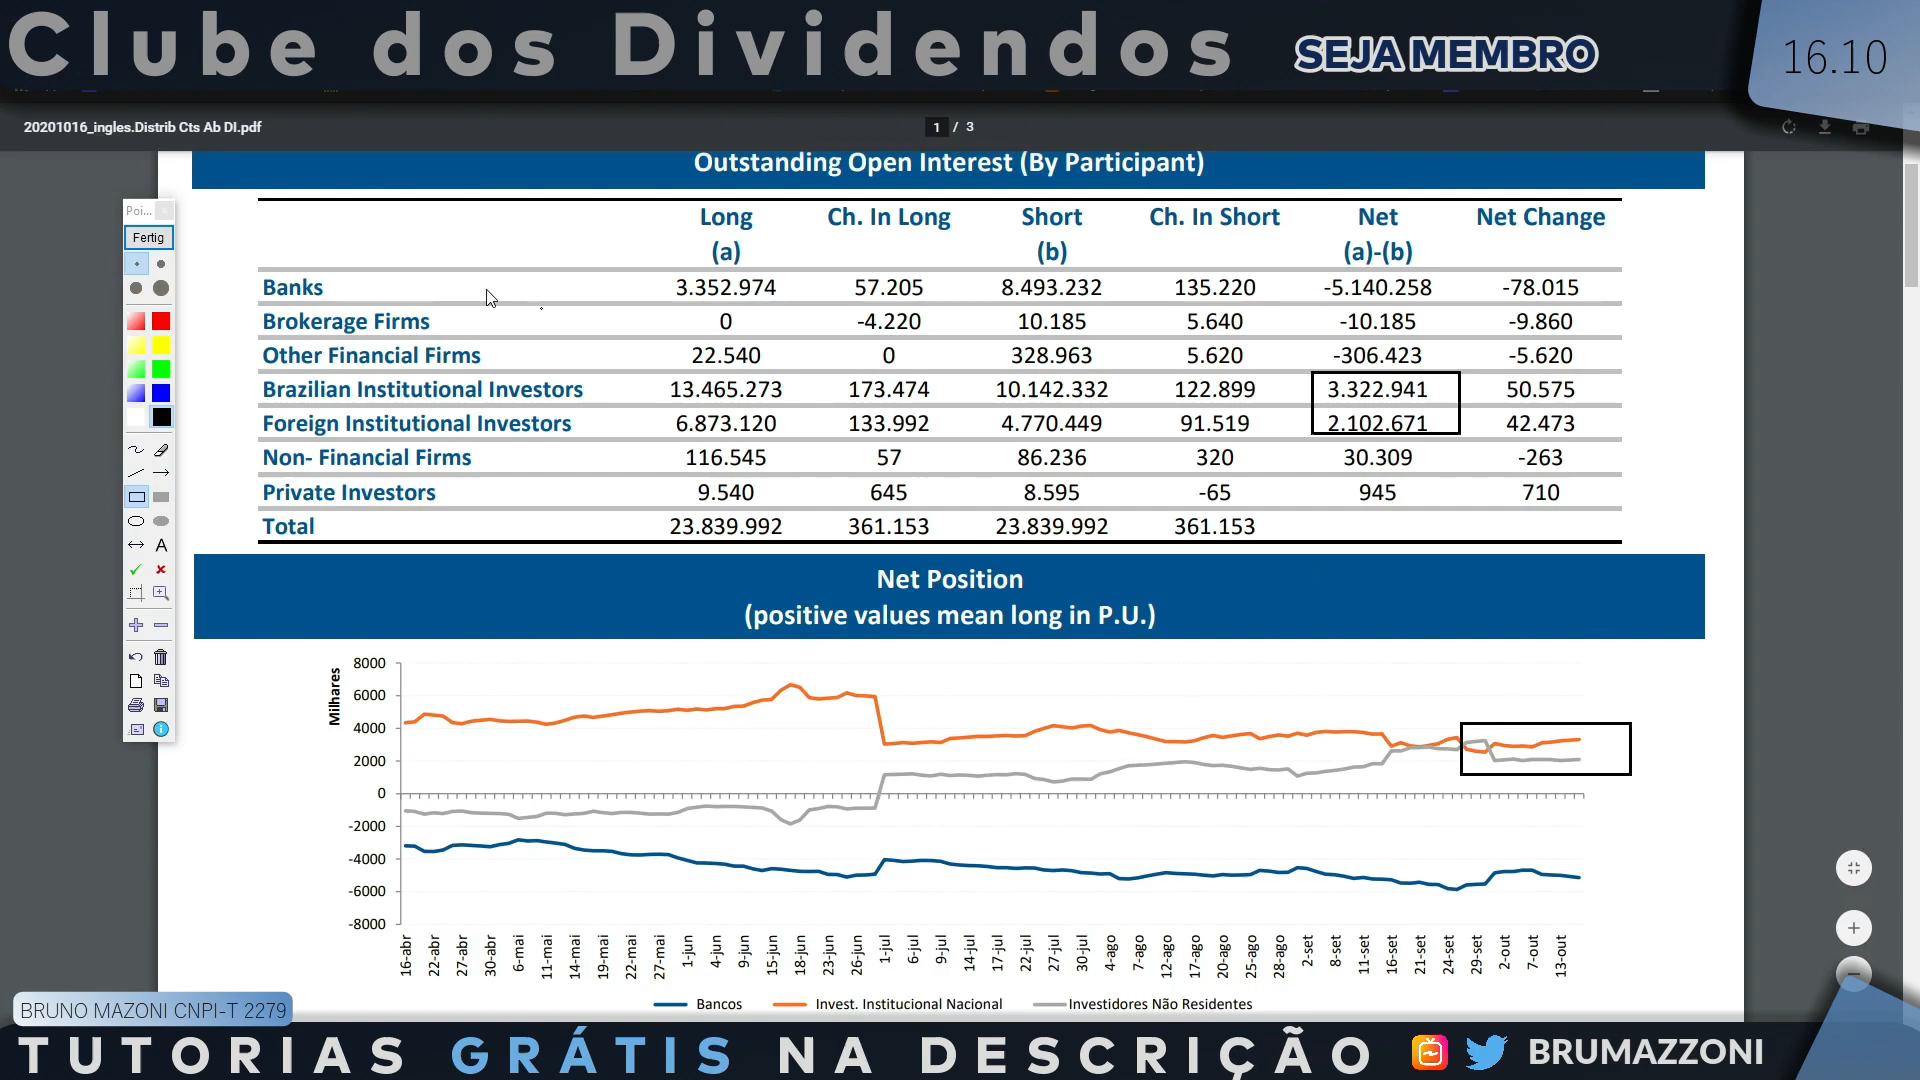 Clube dos Dividendos
SEJA MEMBRO
16.10
20201016_ingles.Distrib Cts Ab DI.pdf
1 / 3
Outstanding Open Interest (By Participant)
Long Ch. In Long Short Ch. In Short Net Net Change
(a) (b) (a)-(b)
Banks 3.352.974 57.205 8.493.232 135.220 -5.140.258 -78.015
Brokerage Firms 0 -4.220 10.185 5.640 -10.185 -9.860
Other Financial Firms 22.540 0 328.963 5.620 -306.423 -5.620
Brazilian Institutional Investors 13.465.273 173.474 10.142.332 122.899 3.322.941 50.575
Foreign Institutional Investors 6.873.120 133.992 4.770.449 91.519 2.102.671 42.473
Non- Financial Firms 116.545 57 86.236 320 30.309 -263
Private Investors 9.540 645 8.595 -65 945 710
Total 23.839.992 361.153 23.839.992 361.153
Poi...
Fertig
A
Net Position
(positive values mean long in P.U.)
Milhares
8000
6000
4000
2000
0
-2000
-4000
-6000
-8000
16-abr 22-abr 27-abr 30-abr 6-mai 11-mai 14-mai 19-mai 22-mai 27-mai 1-jun 4-jun 9-jun 15-jun 18-jun 23-jun 26-jun 1-jul 6-jul 9-jul 14-jul 17-jul 22-jul 27-jul 30-jul 4-ago 7-ago 12-ago 17-ago 20-ago 25-ago 28-ago 2-set 8-set 11-set 16-set 21-set 24-set 29-set 2-out 7-out 13-out
Bancos Invest. Institucional Nacional Investidores Não Residentes
BRUNO MAZONI CNPI-T 2279
TUTORIAS GRÁTIS NA DESCRIÇÃO
BRUMAZZONI